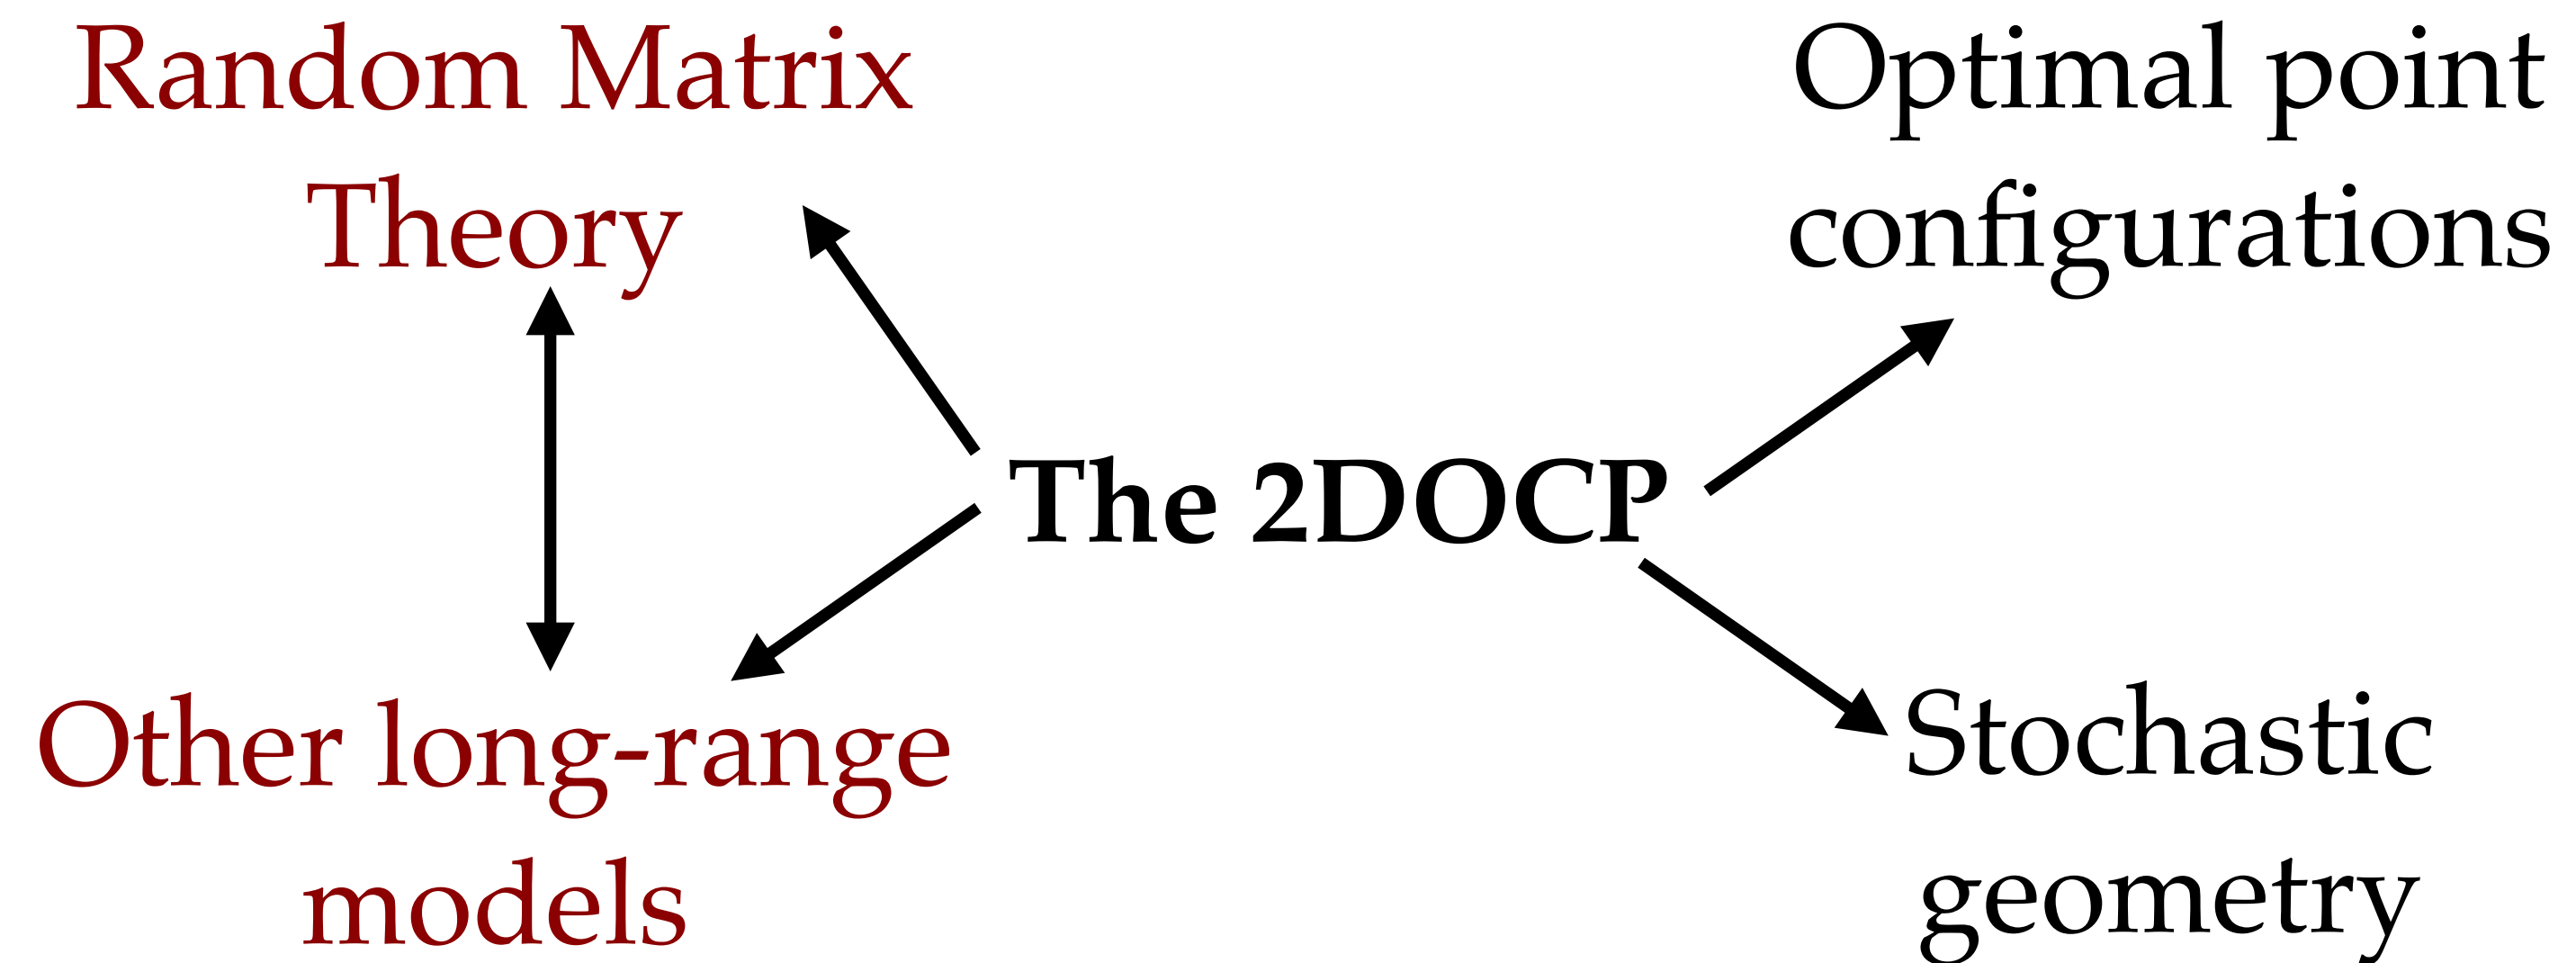 Random Matrix
Theory
Optimal point
configurations
The 2DOCP
Other long-range
models
Stochastic
geometry